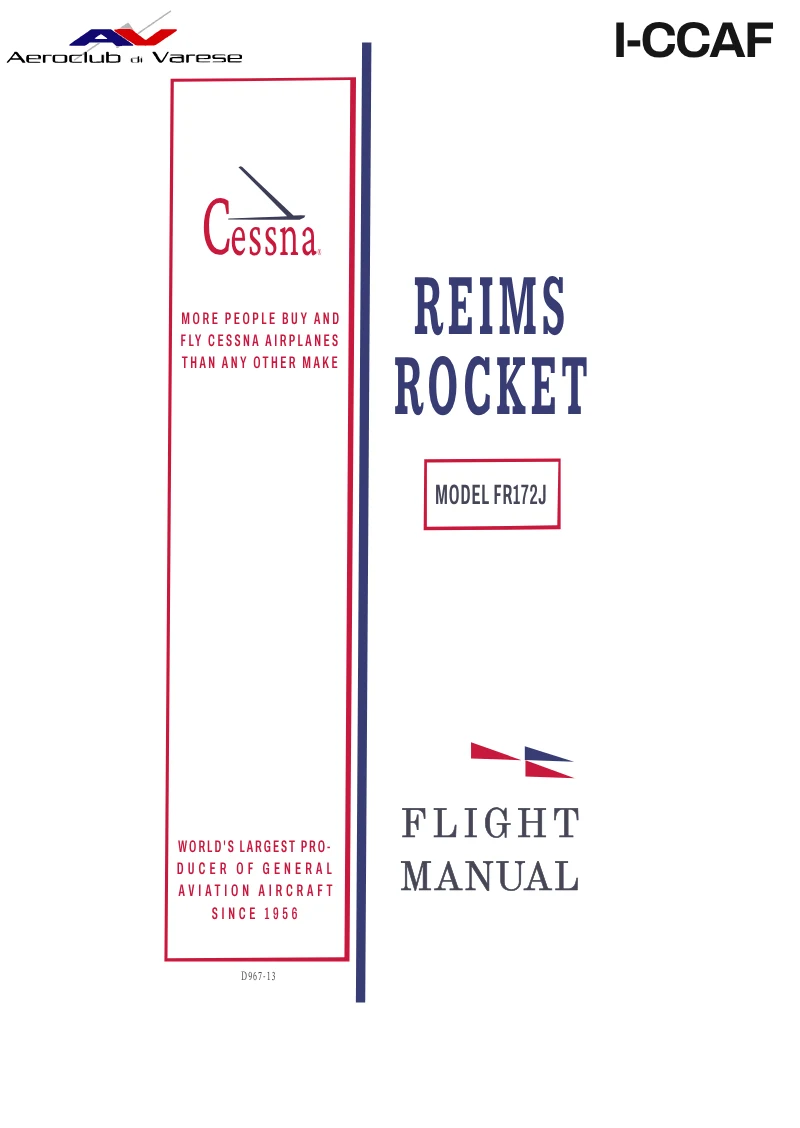 Aeroclub di Varese
I-CCAF
Cessna®
MORE PEOPLE BUY AND
FLY CESSNA AIRPLANES
THAN ANY OTHER MAKE
WORLD'S LARGEST PRO-
DUCER OF GENERAL
AVIATION AIRCRAFT
SINCE 1956
D967-13
REIMS
ROCKET
MODEL FR172J
FLIGHT
MANUAL